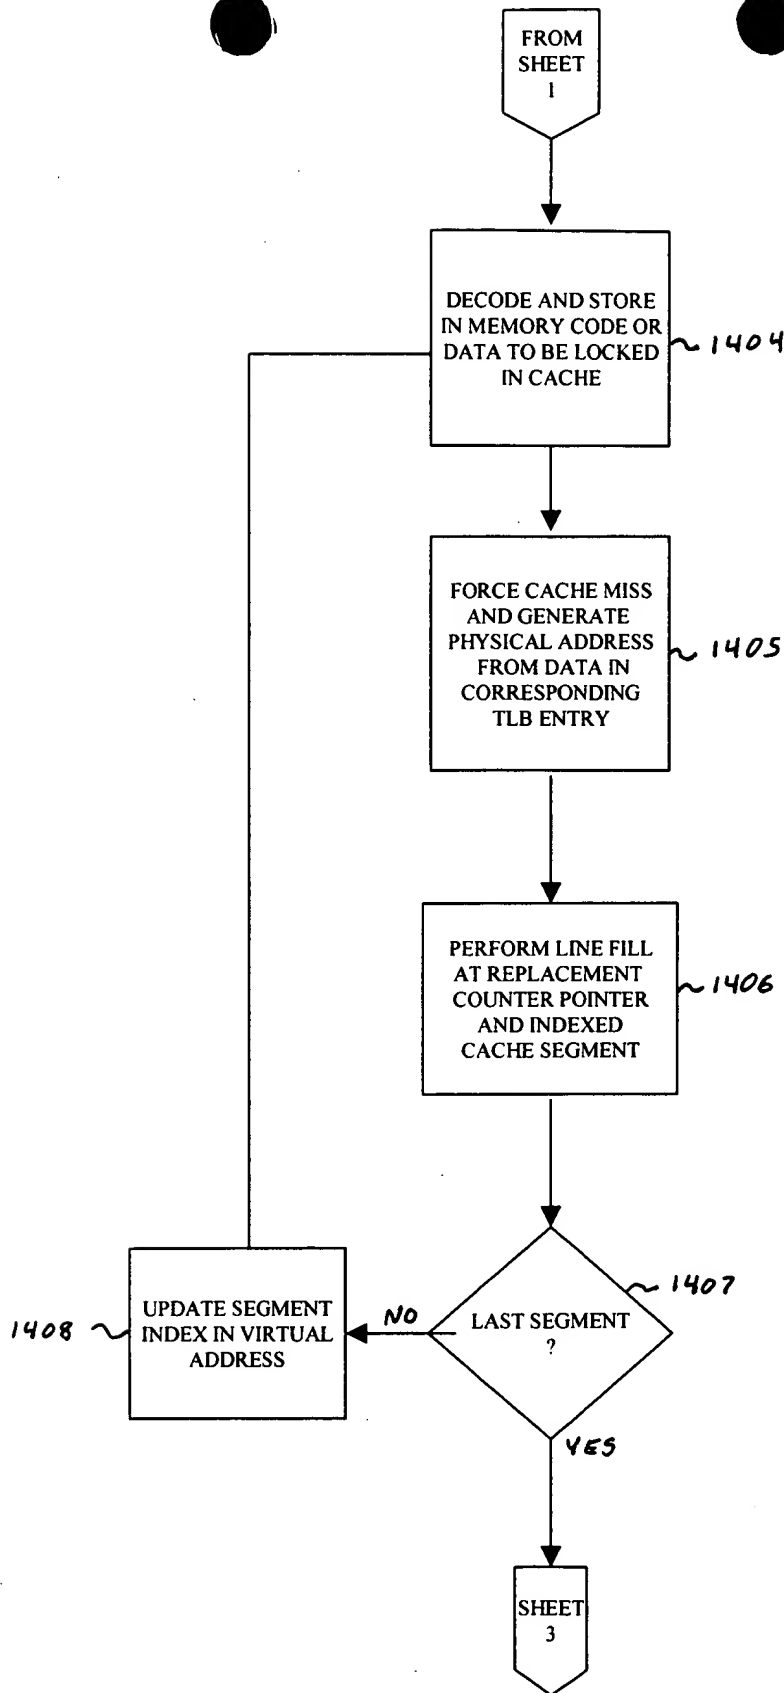 FROM
SHEET
1
DECODE AND STORE
IN MEMORY CODE OR
DATA TO BE LOCKED
IN CACHE
1404
FORCE CACHE MISS
AND GENERATE
PHYSICAL ADDRESS
FROM DATA IN
CORRESPONDING
TLB ENTRY
1405
PERFORM LINE FILL
AT REPLACEMENT
COUNTER POINTER
AND INDEXED
CACHE SEGMENT
1406
1407
LAST SEGMENT
?
NO
1408
UPDATE SEGMENT
INDEX IN VIRTUAL
ADDRESS
YES
SHEET
3